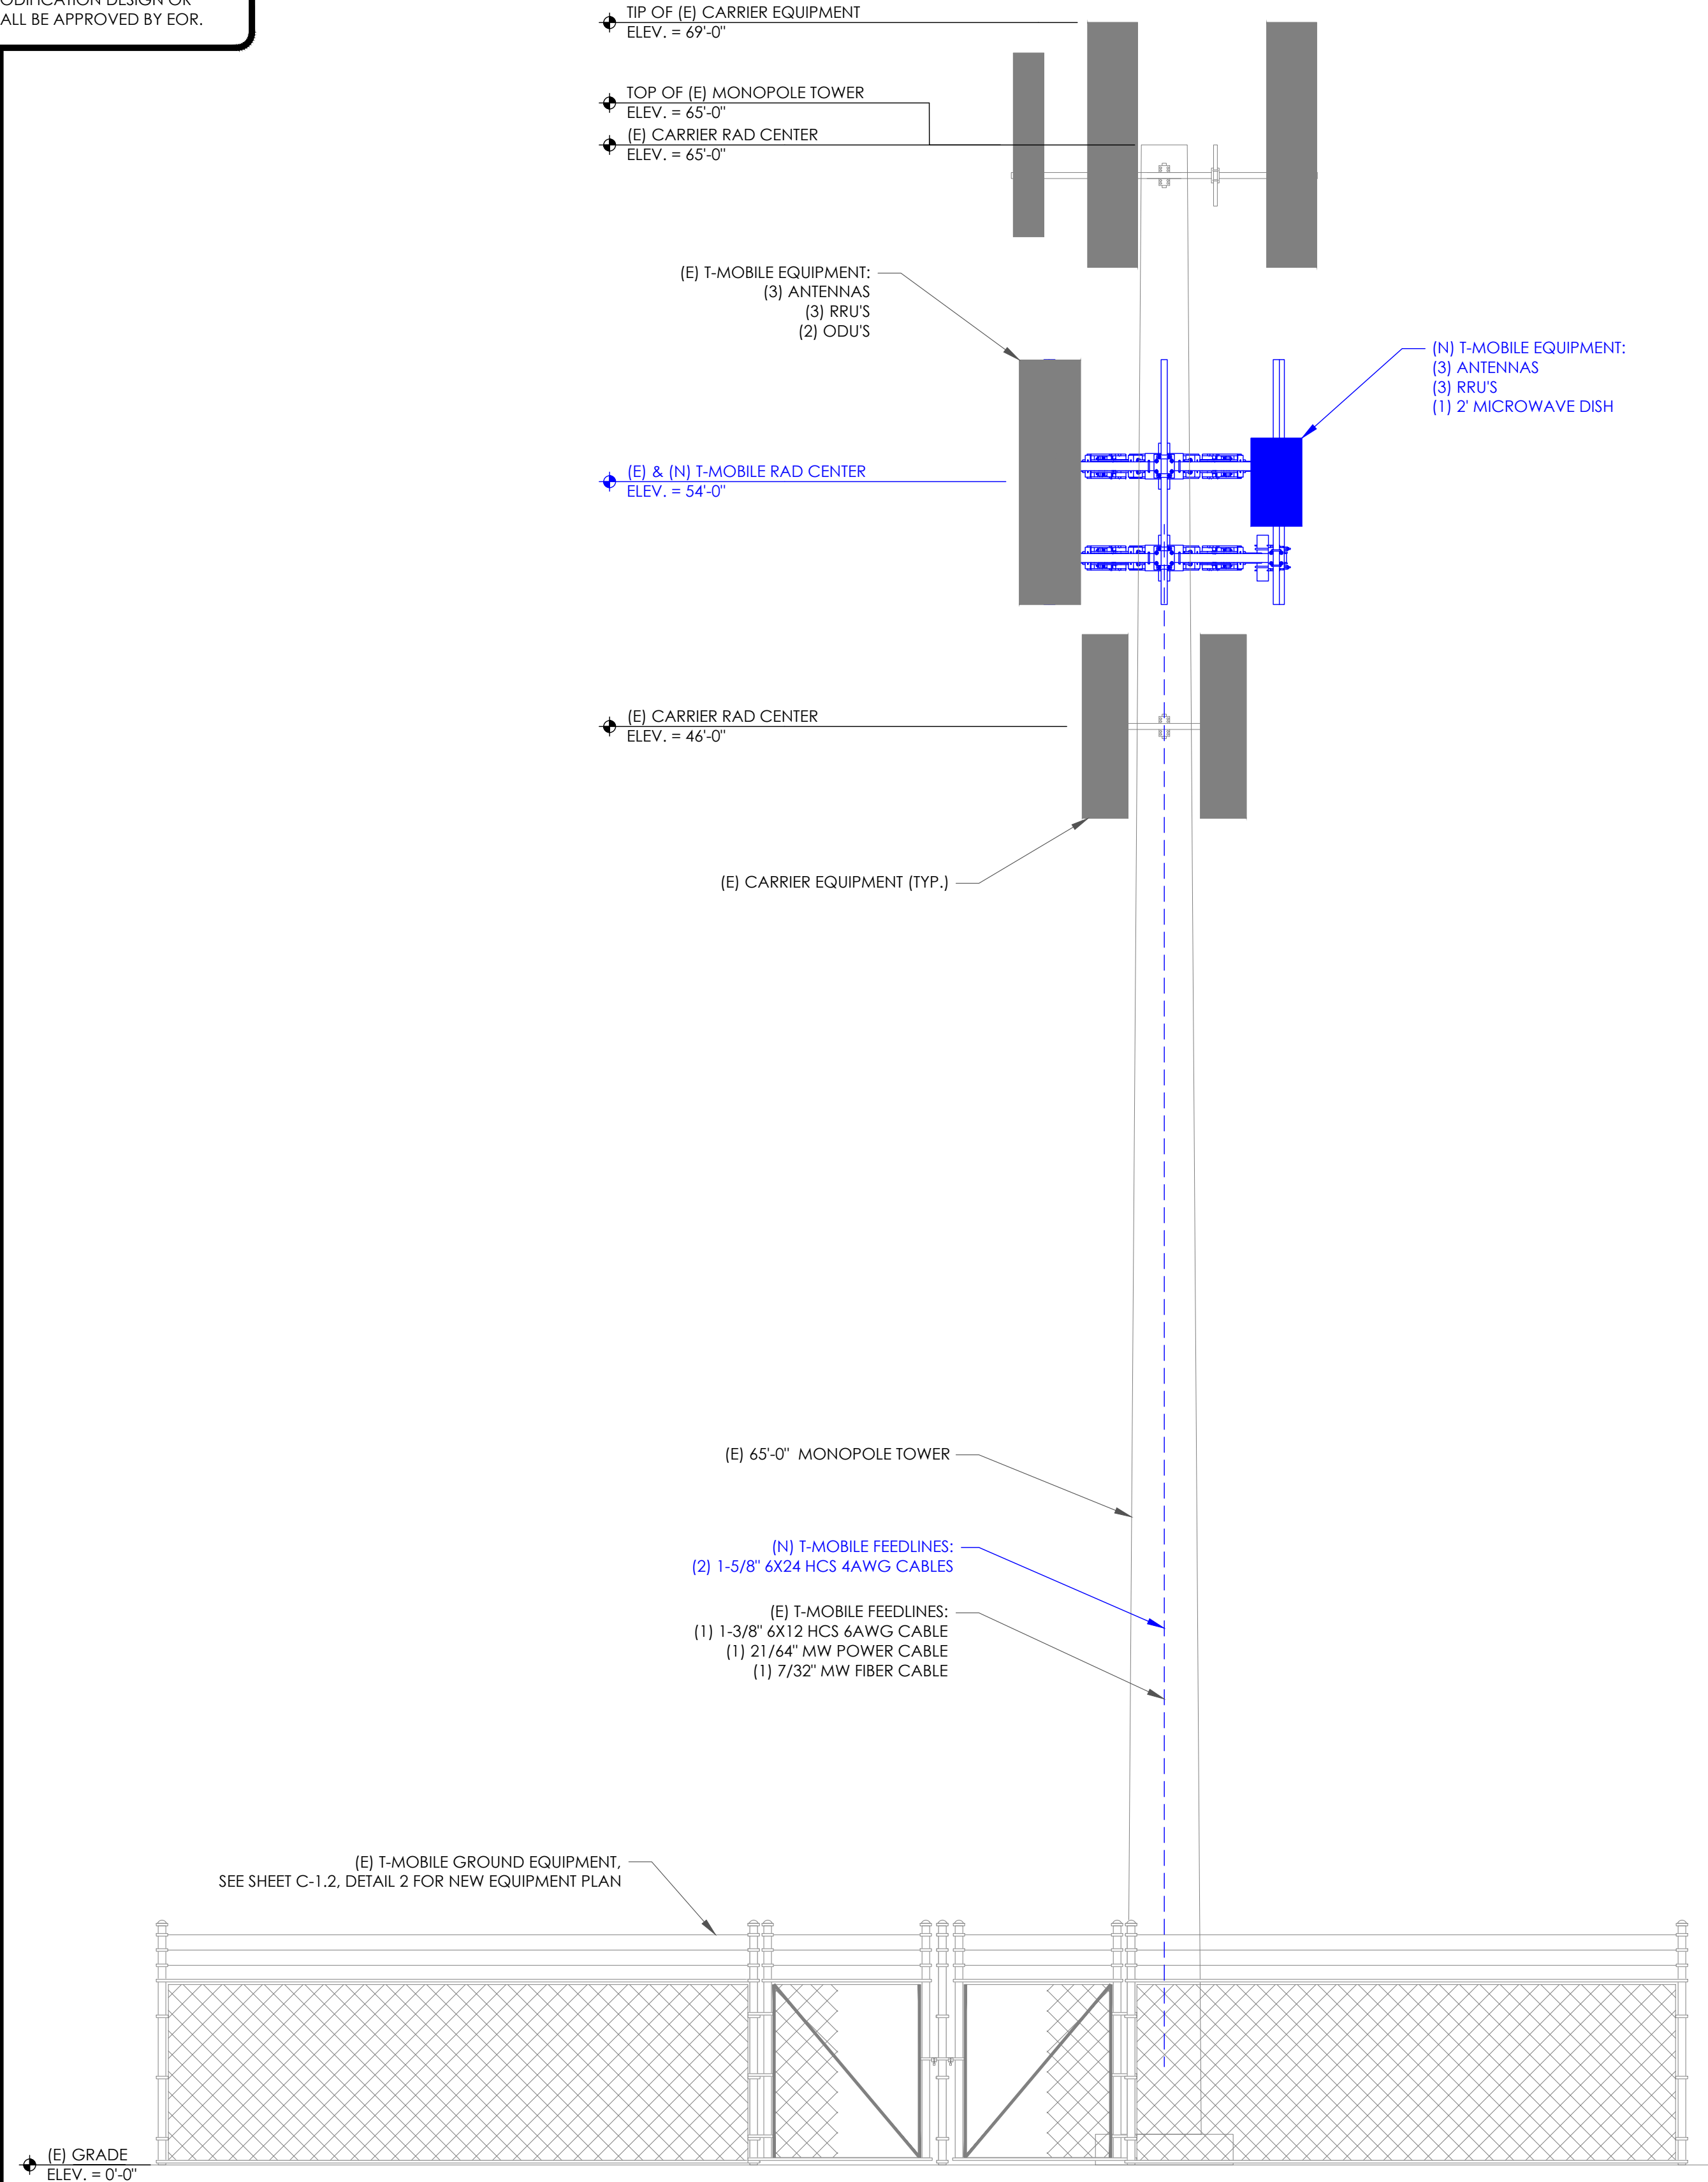 ALL BE APPROVED BY EOR.
TIP OF (E) CARRIER EQUIPMENT
ELEV. = 69'-0"
TOP OF (E) MONOPOLE TOWER
ELEV. = 65'-0"
(E) CARRIER RAD CENTER
ELEV. = 65'-0"
(E) T-MOBILE EQUIPMENT:
(3) ANTENNAS
(3) RRU'S
(2) ODU'S
(N) T-MOBILE EQUIPMENT:
(3) ANTENNAS
(3) RRU'S
(1) 2' MICROWAVE DISH
(E) & (N) T-MOBILE RAD CENTER
ELEV. = 54'-0"
(E) CARRIER RAD CENTER
ELEV. = 46'-0"
(E) CARRIER EQUIPMENT (TYP.)
(E) 65'-0" MONOPOLE TOWER
(N) T-MOBILE FEEDLINES:
(2) 1-5/8" 6X24 HCS 4AWG CABLES
(E) T-MOBILE FEEDLINES:
(1) 1-3/8" 6X12 HCS 6AWG CABLE
(1) 21/64" MW POWER CABLE
(1) 7/32" MW FIBER CABLE
(E) T-MOBILE GROUND EQUIPMENT,
SEE SHEET C-1.2, DETAIL 2 FOR NEW EQUIPMENT PLAN
(E) GRADE
ELEV. = 0'-0"